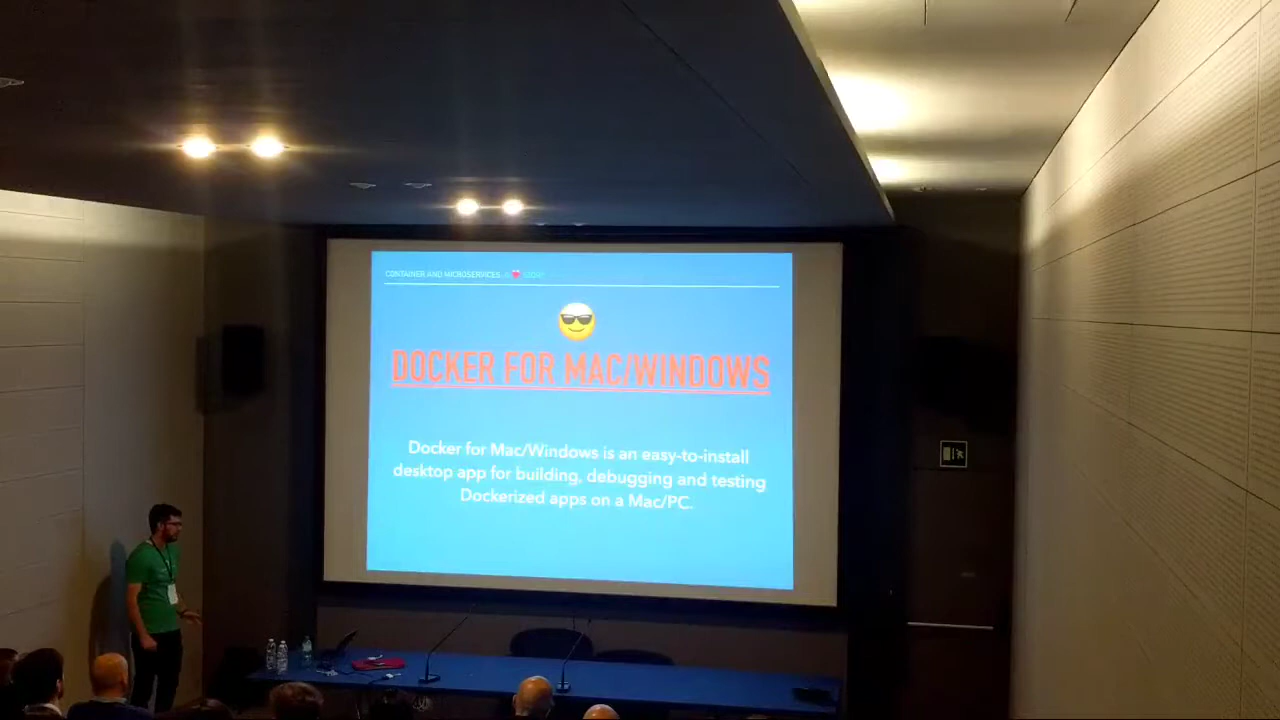 CONTAINER AND MICROSERVICES
DOCKER FOR MAC/WINDOWS
Docker for Mac/Windows is an easy-to-install
desktop app for building, debugging and testing
Dockerized apps on a Mac/PC.